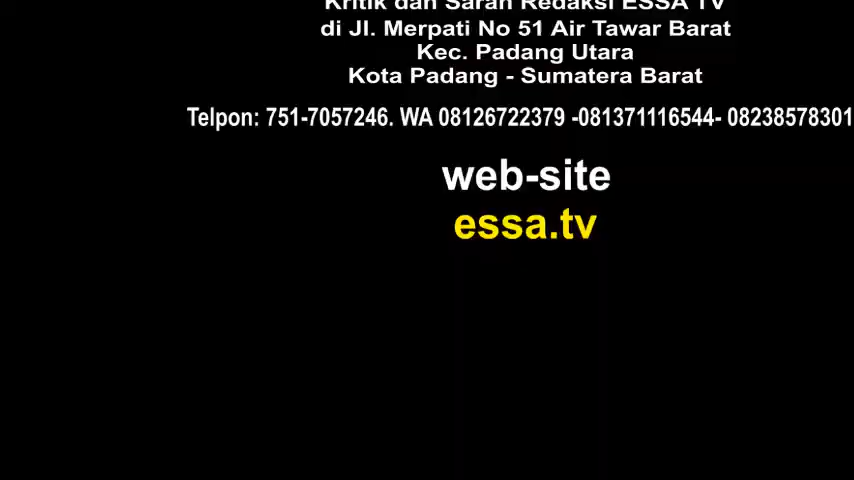 Kritik dan Saran Redaksi ESSA TV
di Jl. Merpati No 51 Air Tawar Barat
Kec. Padang Utara
Kota Padang - Sumatera Barat
Telpon: 751-7057246. WA 08126722379 -081371116544- 08238578301
web-site
essa.tv